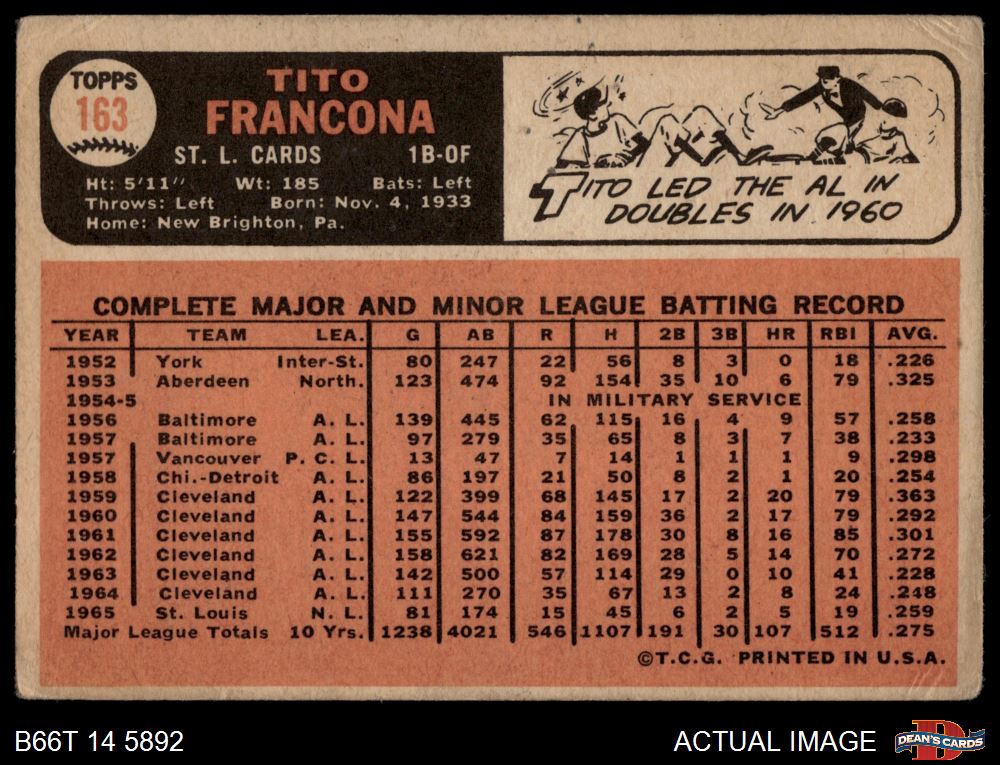 TOPPS
163
TITO
FRANCONA
ST. L. CARDS 1B-OF
Ht: 5'11" Wt: 185 Bats: Left
Throws: Left Born: Nov. 4, 1933
Home: New Brighton, Pa.
TITO LED THE AL IN
DOUBLES IN 1960
COMPLETE MAJOR AND MINOR LEAGUE BATTING RECORD
YEAR TEAM LEA. G AB R H 2B 3B HR RBI AVG.
1952 York Inter-St. 80 247 22 56 8 3 0 18 .226
1953 Aberdeen North. 123 474 92 154 35 10 6 79 .325
1954-5 IN MILITARY SERVICE
1956 Baltimore A. L. 139 445 62 115 16 4 9 57 .258
1957 Baltimore A. L. 97 279 35 65 8 3 7 38 .233
1957 Vancouver P. C. L. 13 47 7 14 1 1 1 9 .298
1958 Chi.-Detroit A. L. 86 197 21 50 8 2 1 20 .254
1959 Cleveland A. L. 122 399 68 145 17 2 20 79 .363
1960 Cleveland A. L. 147 544 84 159 36 2 17 79 .292
1961 Cleveland A. L. 155 592 87 178 30 8 16 85 .301
1962 Cleveland A. L. 158 621 82 169 28 5 14 70 .272
1963 Cleveland A. L. 142 500 57 114 29 0 10 41 .228
1964 Cleveland A. L. 111 270 35 67 13 2 8 24 .248
1965 St. Louis N. L. 81 174 15 45 6 2 5 19 .259
Major League Totals 10 Yrs. 1238 4021 546 1107 191 30 107 512 .275
©T.C.G. PRINTED IN U.S.A.
B66T 14 5892 ACTUAL IMAGE DEAN'S CARDS